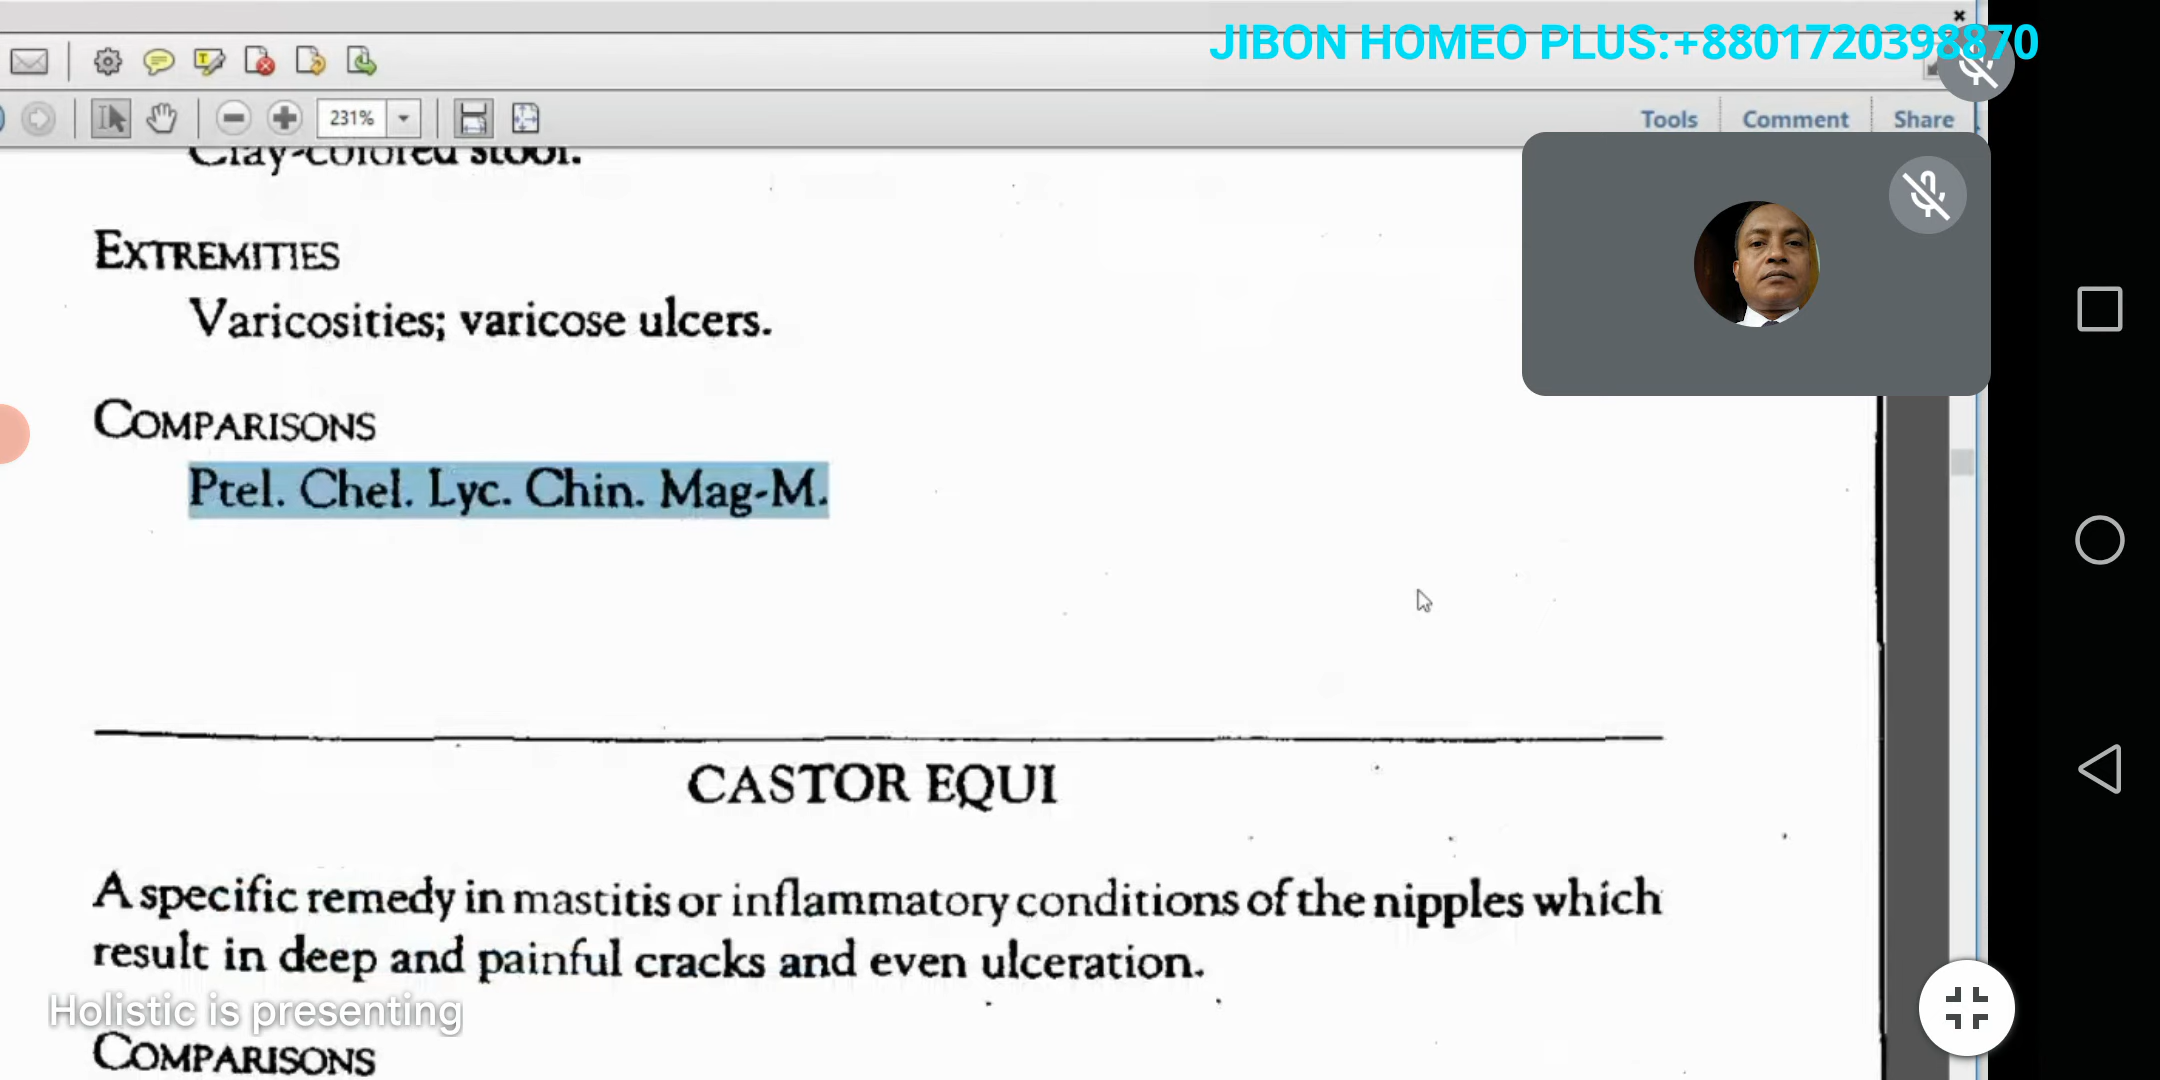 JIBON HOMEO PLUS:+8801720398870
231%
Tools Comment Share
Clay-colored stool.
EXTREMITIES
Varicosities; varicose ulcers.
COMPARISONS
Ptel. Chel. Lyc. Chin. Mag-M.
CASTOR EQUI
A specific remedy in mastitis or inflammatory conditions of the nipples which
result in deep and painful cracks and even ulceration.
Holistic is presenting
COMPARISONS